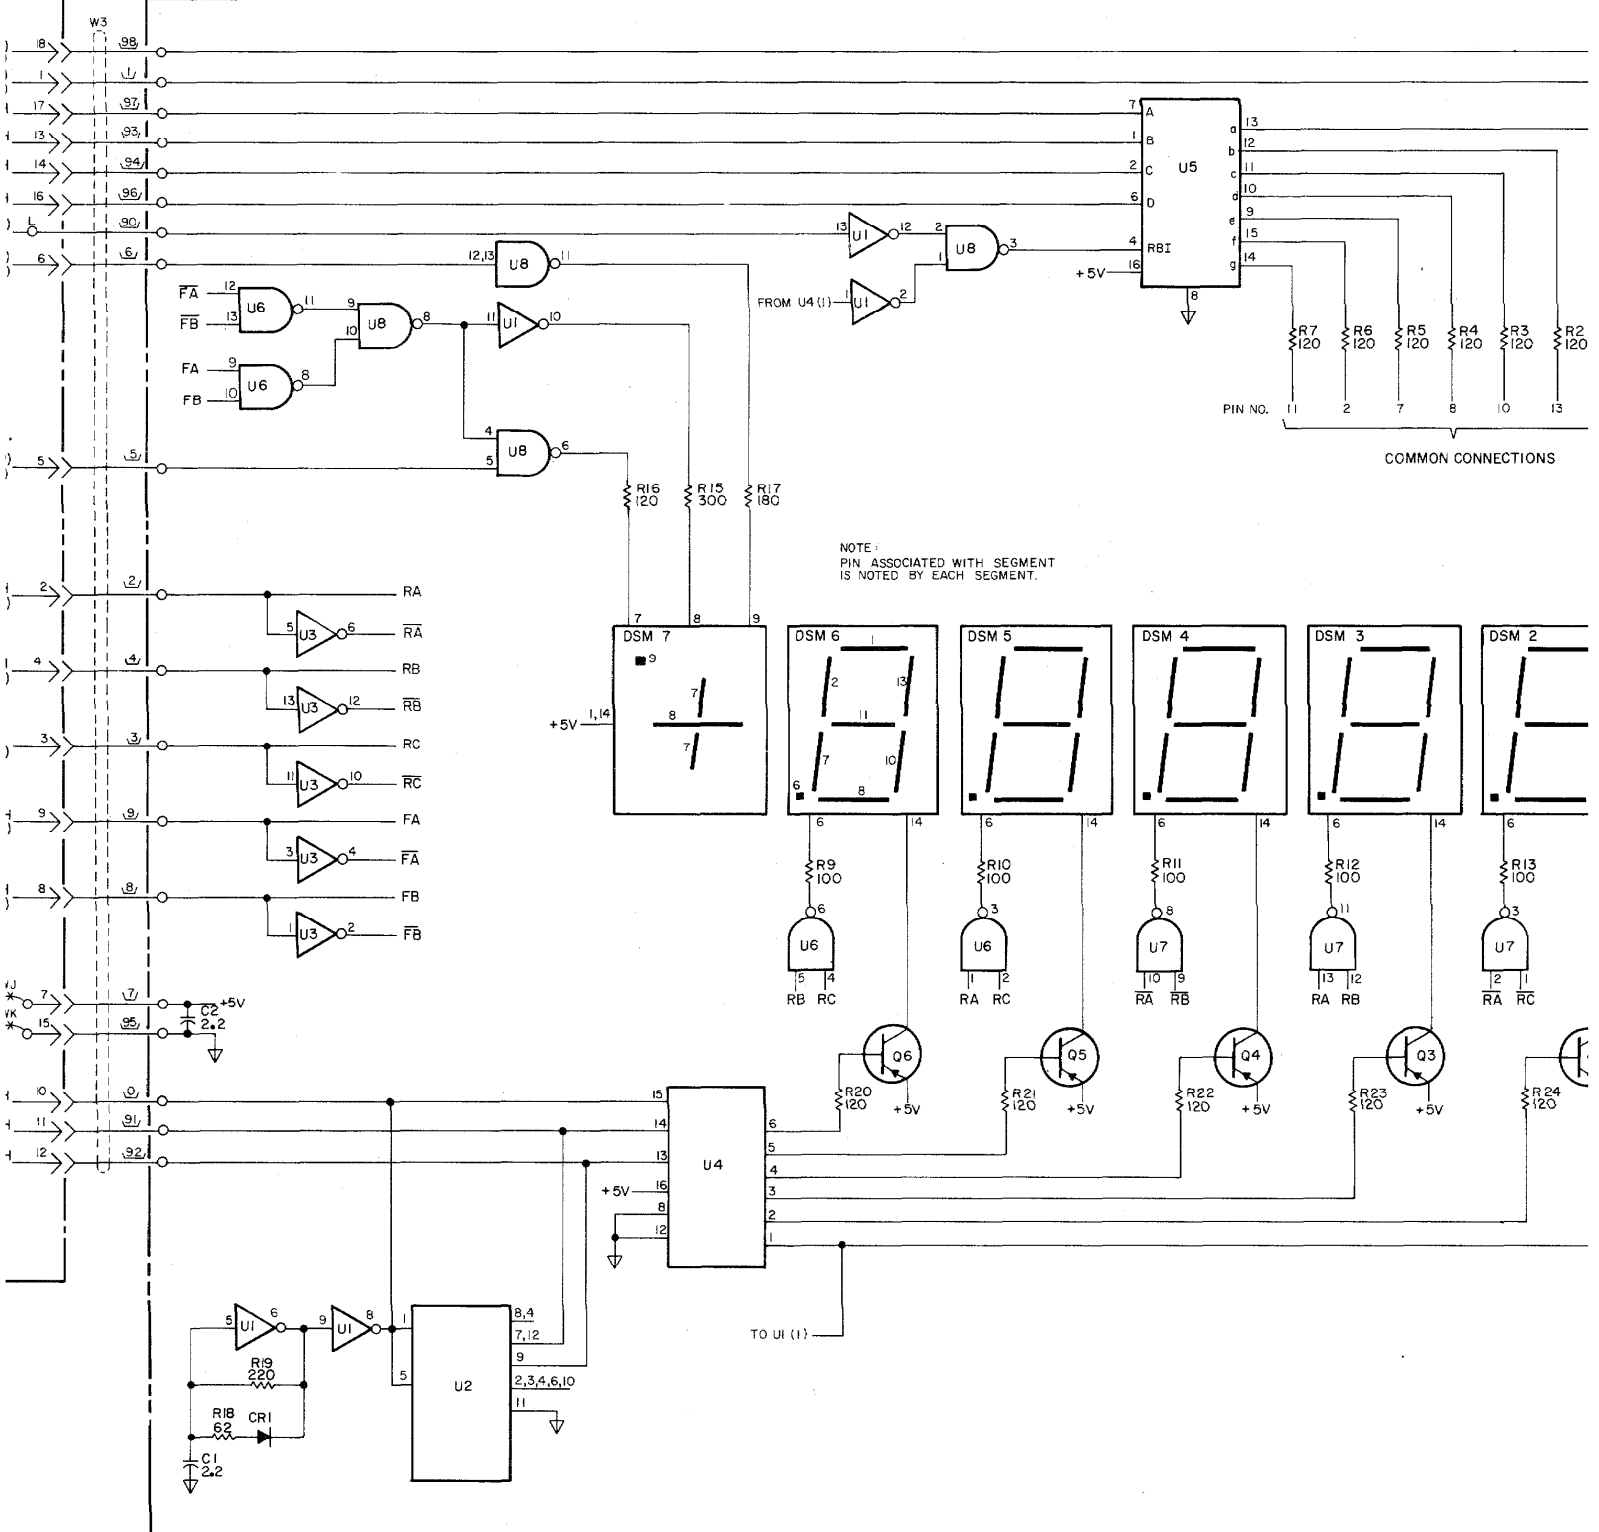 W3
18 98
1 1
17 97
13 93
14 94
16 96
L 90
6 6
7 A
1 B
2 C
6 D
4 RBI
+5V 16
8
U5
a 13
b 12
c 11
d 10
e 9
f 15
g 14
13 U1 12
2
1
U8 3
FROM U4(1) 1 U1 2
12,13 U8 11
F̅A̅ 12
F̅B̅ 13
U6 11
9
10
U8 8
11 U1 10
FA 9
FB 10
U6 8
4
5
U8 6
5 5
R7 120
R6 120
R5 120
R4 120
R3 120
R2 120
PIN NO. 11 2 7 8 10 13
COMMON CONNECTIONS
R16 120
R15 300
R17 180
NOTE:
PIN ASSOCIATED WITH SEGMENT
IS NOTED BY EACH SEGMENT.
2 2 RA
5 U3 6 R̅A̅
4 4 RB
13 U3 12 R̅B̅
3 3 RC
11 U3 10 R̅C̅
9 9 FA
3 U3 4 F̅A̅
8 8 FB
1 U3 2 F̅B̅
7 8 9
DSM 7
9
7
8
7
+5V 1,14
DSM 6
1
2 13
11
7 10
6 8
DSM 5
DSM 4
DSM 3
DSM 2
6 14
6 14
6 14
6 14
6
R9 100
R10 100
R11 100
R12 100
R13 100
6 U6 5 4 RB RC
3 U6 1 2 RA RC
8 U7 10 9 R̅A̅ R̅B̅
11 U7 13 12 RA RB
3 U7 2 1 R̅A̅ R̅C̅
7 7 +5V
C2 2.2
VK
15 95
Q6 +5V
Q5 +5V
Q4 +5V
Q3 +5V
R20 120
R21 120
R22 120
R23 120
R24 120
10 0
11 91
12 92
15
14
13
+5V 16
8
12
U4
6
5
4
3
2
1
TO U1 (1)
5 U1 6
9 U1 8
R19
220
R18
62
CR1
C1
2.2
1
5
U2
8,4
7,12
9
2,3,4,6,10
11